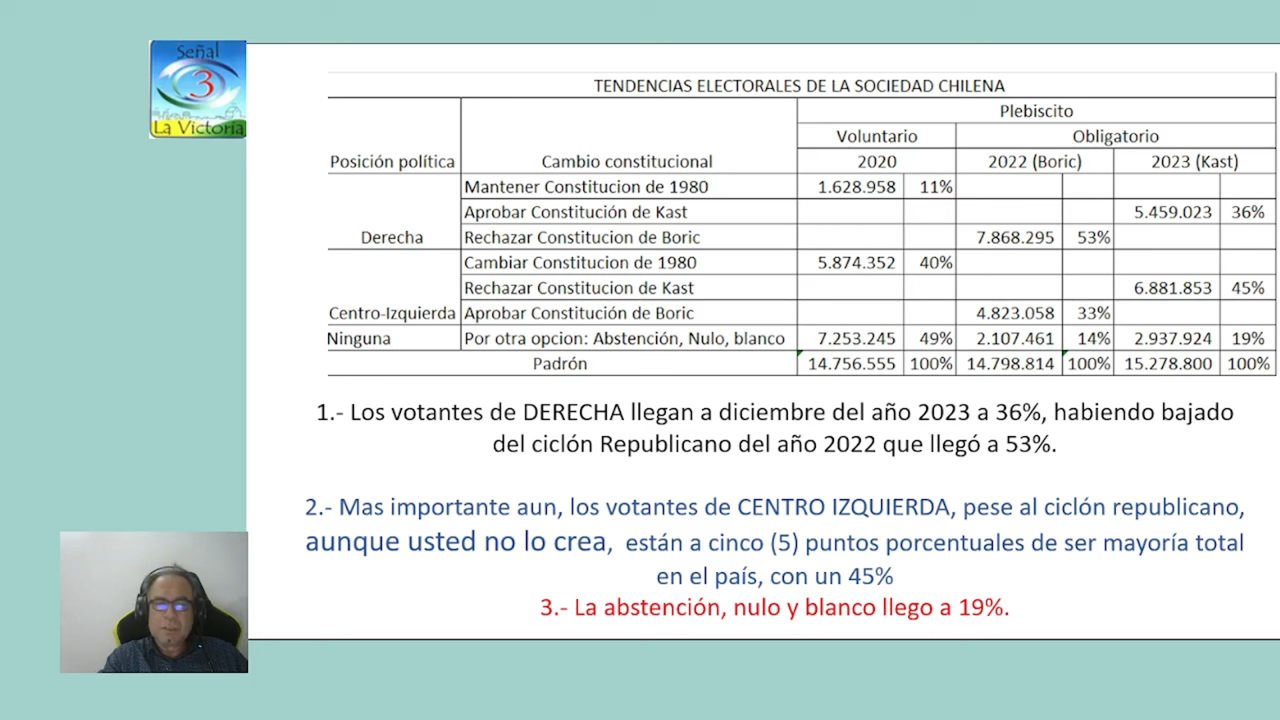 Señal
3
La Victoria
TENDENCIAS ELECTORALES DE LA SOCIEDAD CHILENA
Plebiscito
Voluntario Obligatorio
Posición política Cambio constitucional 2020 2022 (Boric) 2023 (Kast)
Mantener Constitucion de 1980 1.628.958 11%
Aprobar Constitución de Kast 5.459.023 36%
Derecha Rechazar Constitucion de Boric 7.868.295 53%
Cambiar Constitucion de 1980 5.874.352 40%
Rechazar Constitucion de Kast 6.881.853 45%
Centro-Izquierda Aprobar Constitución de Boric 4.823.058 33%
Ninguna Por otra opcion: Abstención, Nulo, blanco 7.253.245 49% 2.107.461 14% 2.937.924 19%
Padrón 14.756.555 100% 14.798.814 100% 15.278.800 100%
1.- Los votantes de DERECHA llegan a diciembre del año 2023 a 36%, habiendo bajado
del ciclón Republicano del año 2022 que llegó a 53%.
2.- Mas importante aun, los votantes de CENTRO IZQUIERDA, pese al ciclón republicano,
aunque usted no lo crea, están a cinco (5) puntos porcentuales de ser mayoría total
en el país, con un 45%
3.- La abstención, nulo y blanco llego a 19%.